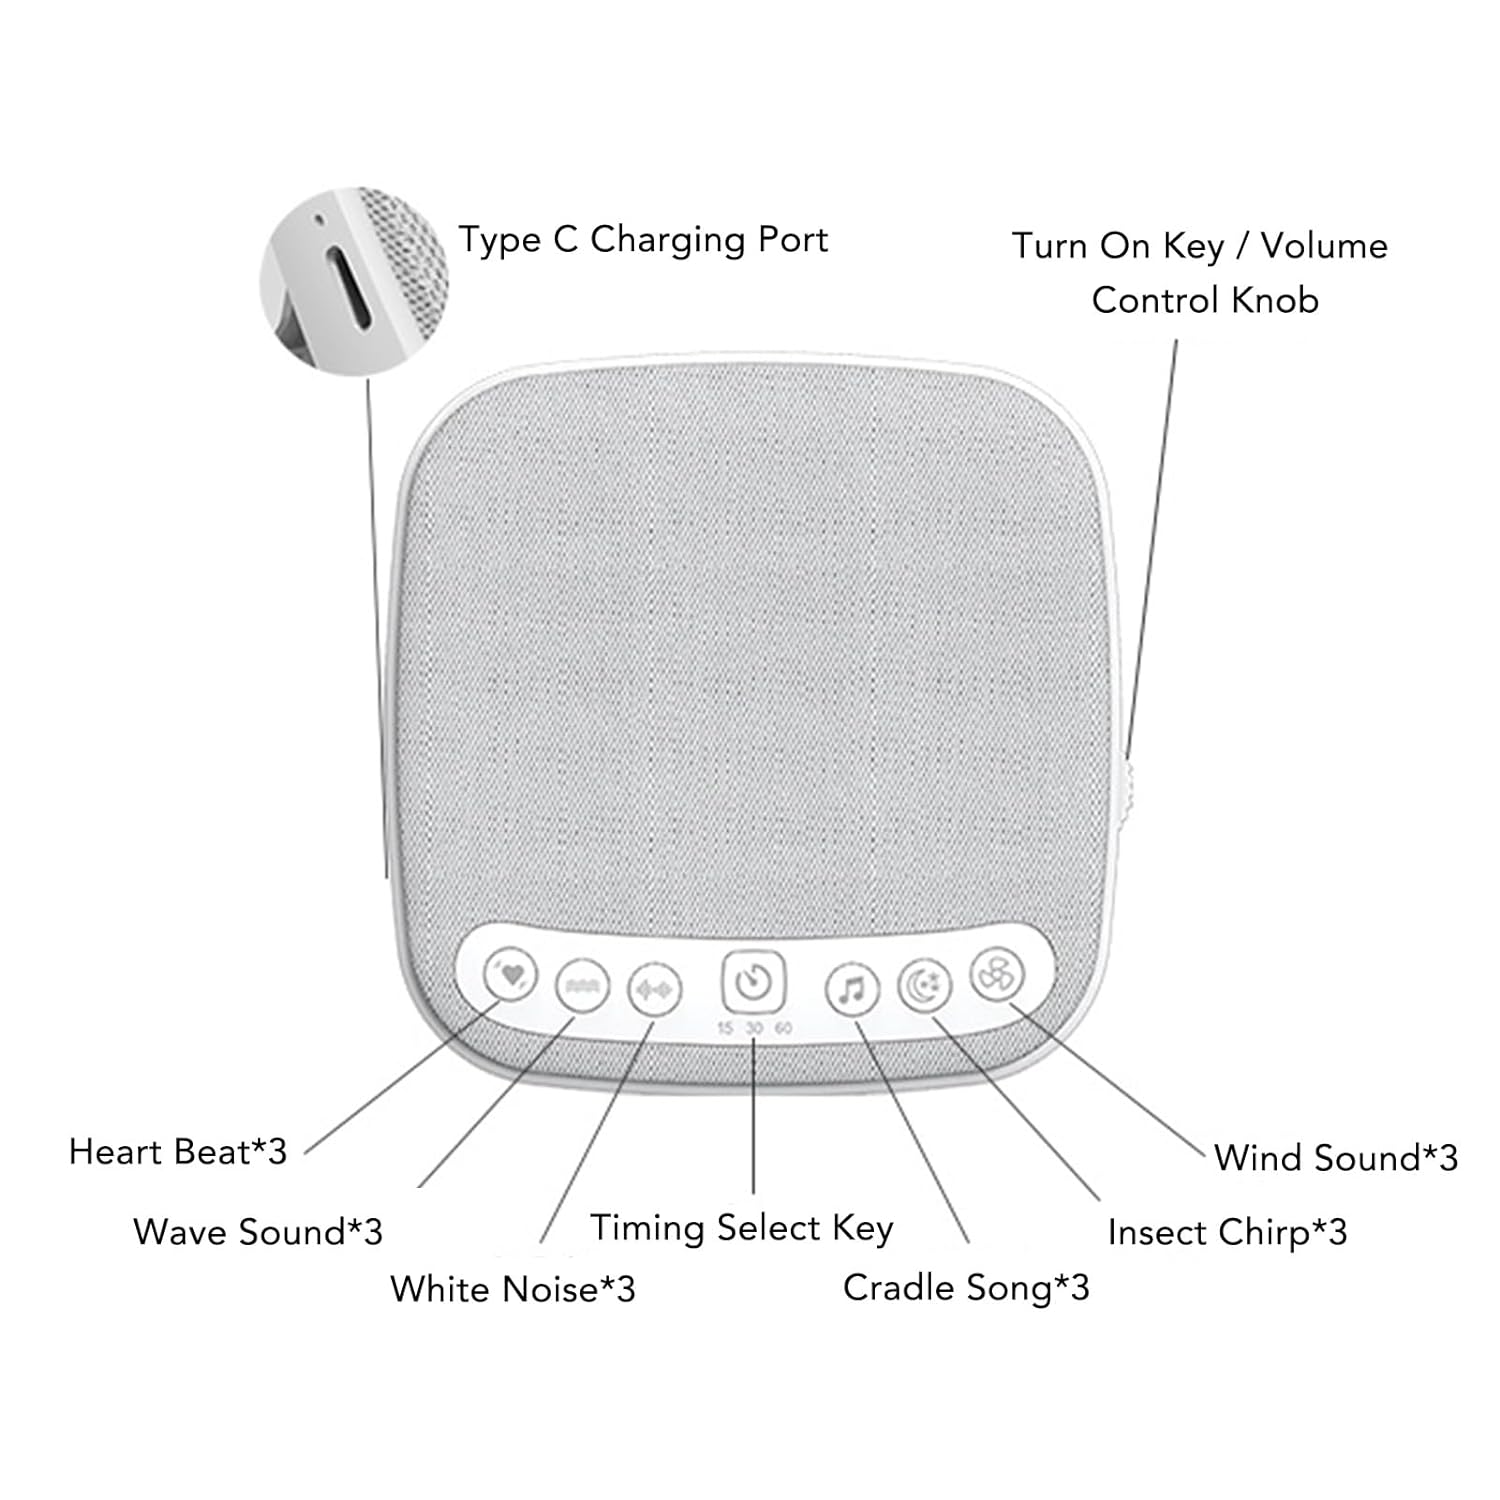 Type C Charging Port
Turn On Key / Volume
Control Knob
15 30 60
Heart Beat*3
Wind Sound*3
Wave Sound*3
Timing Select Key
Insect Chirp*3
White Noise*3
Cradle Song*3